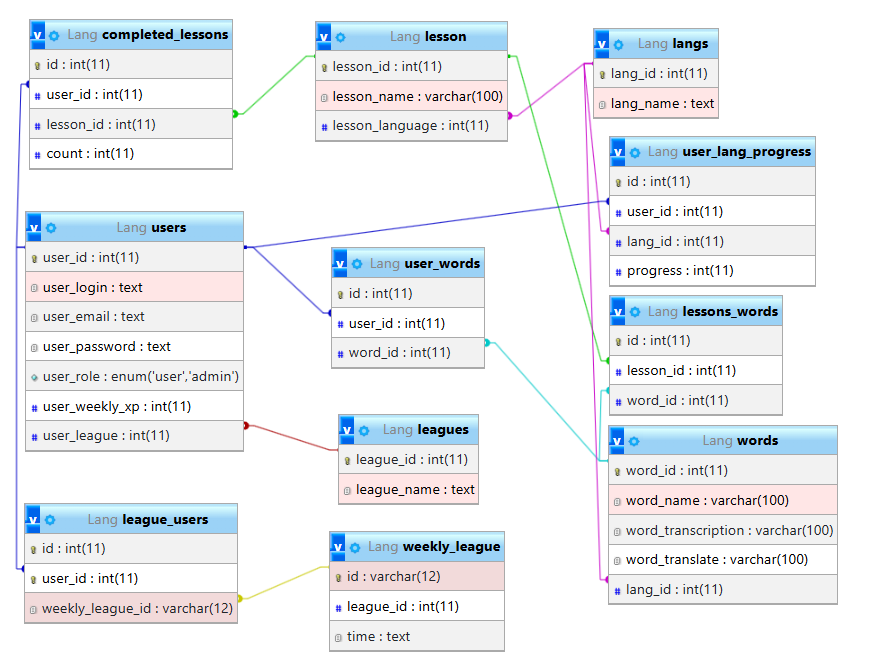 Lang completed_lessons
id : int(11)
user_id : int(11)
lesson_id : int(11)
count : int(11)
Lang lesson
lesson_id : int(11)
lesson_name : varchar(100)
lesson_language : int(11)
Lang langs
lang_id : int(11)
lang_name : text
Lang user_lang_progress
id : int(11)
user_id : int(11)
lang_id : int(11)
progress : int(11)
Lang users
user_id : int(11)
user_login : text
user_email : text
user_password : text
user_role : enum('user','admin')
user_weekly_xp : int(11)
user_league : int(11)
Lang user_words
id : int(11)
user_id : int(11)
word_id : int(11)
Lang lessons_words
id : int(11)
lesson_id : int(11)
word_id : int(11)
Lang leagues
league_id : int(11)
league_name : text
Lang words
word_id : int(11)
word_name : varchar(100)
word_transcription : varchar(100)
word_translate : varchar(100)
lang_id : int(11)
Lang league_users
id : int(11)
user_id : int(11)
weekly_league_id : varchar(12)
Lang weekly_league
id : varchar(12)
league_id : int(11)
time : text